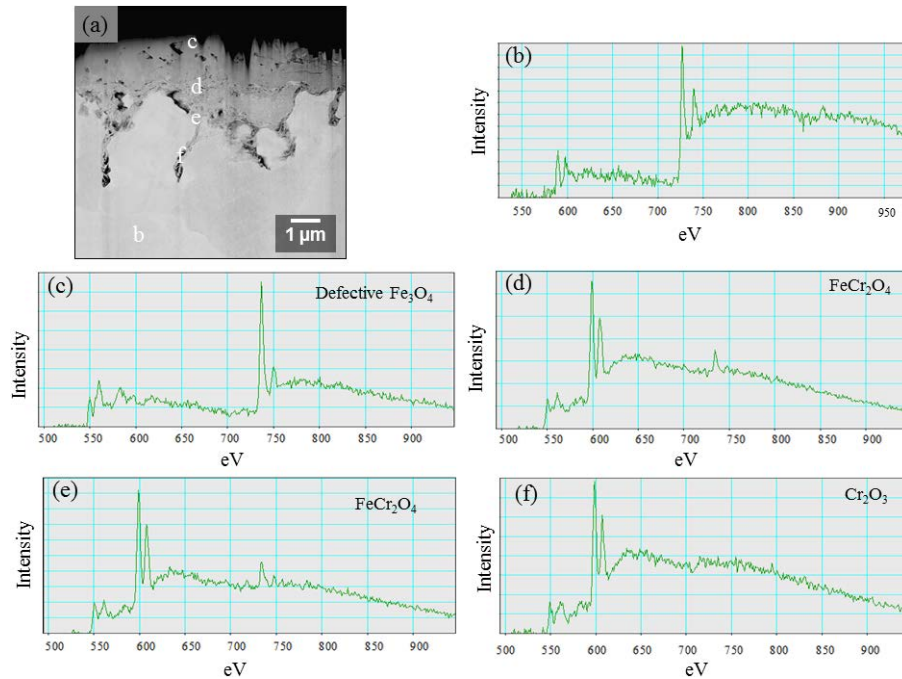 (a)
c
d
e
f
b
1 µm
(b)
Intensity
550 600 650 700 750 800 850 900 950
eV
(c)
Defective Fe₃O₄
Intensity
500 550 600 650 700 750 800 850 900
eV
(d)
FeCr₂O₄
Intensity
500 550 600 650 700 750 800 850 900
eV
(e)
FeCr₂O₄
Intensity
500 550 600 650 700 750 800 850 900
eV
(f)
Cr₂O₃
Intensity
500 550 600 650 700 750 800 850 900
eV